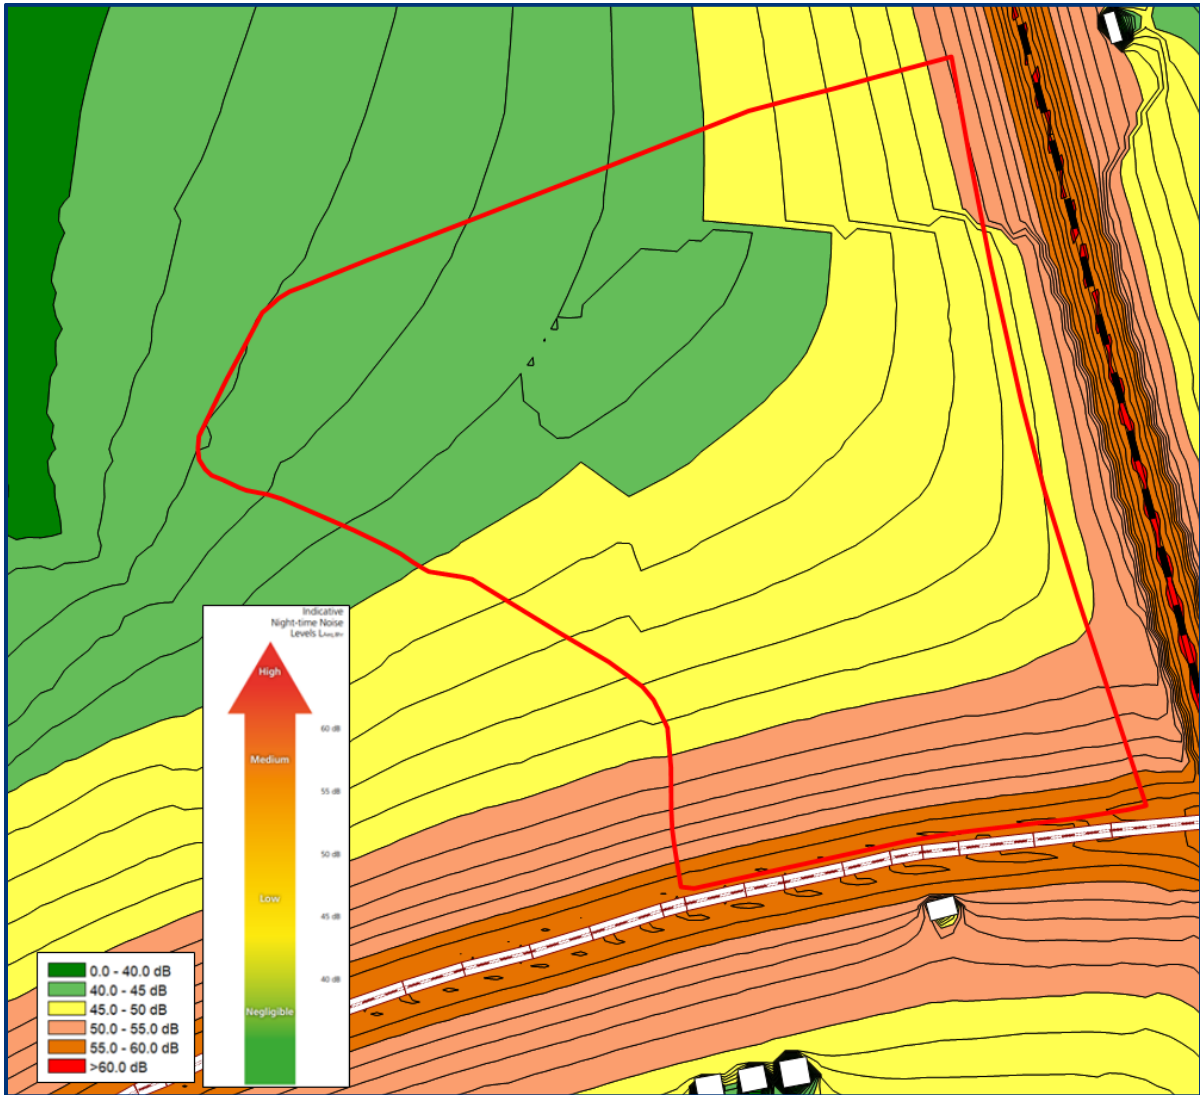 Indicative
Night-time Noise
Levels LAeq,8hr
High
60 dB
Medium
55 dB
50 dB
Low
45 dB
40 dB
Negligible
0.0 - 40.0 dB
40.0 - 45 dB
45.0 - 50 dB
50.0 - 55.0 dB
55.0 - 60.0 dB
>60.0 dB